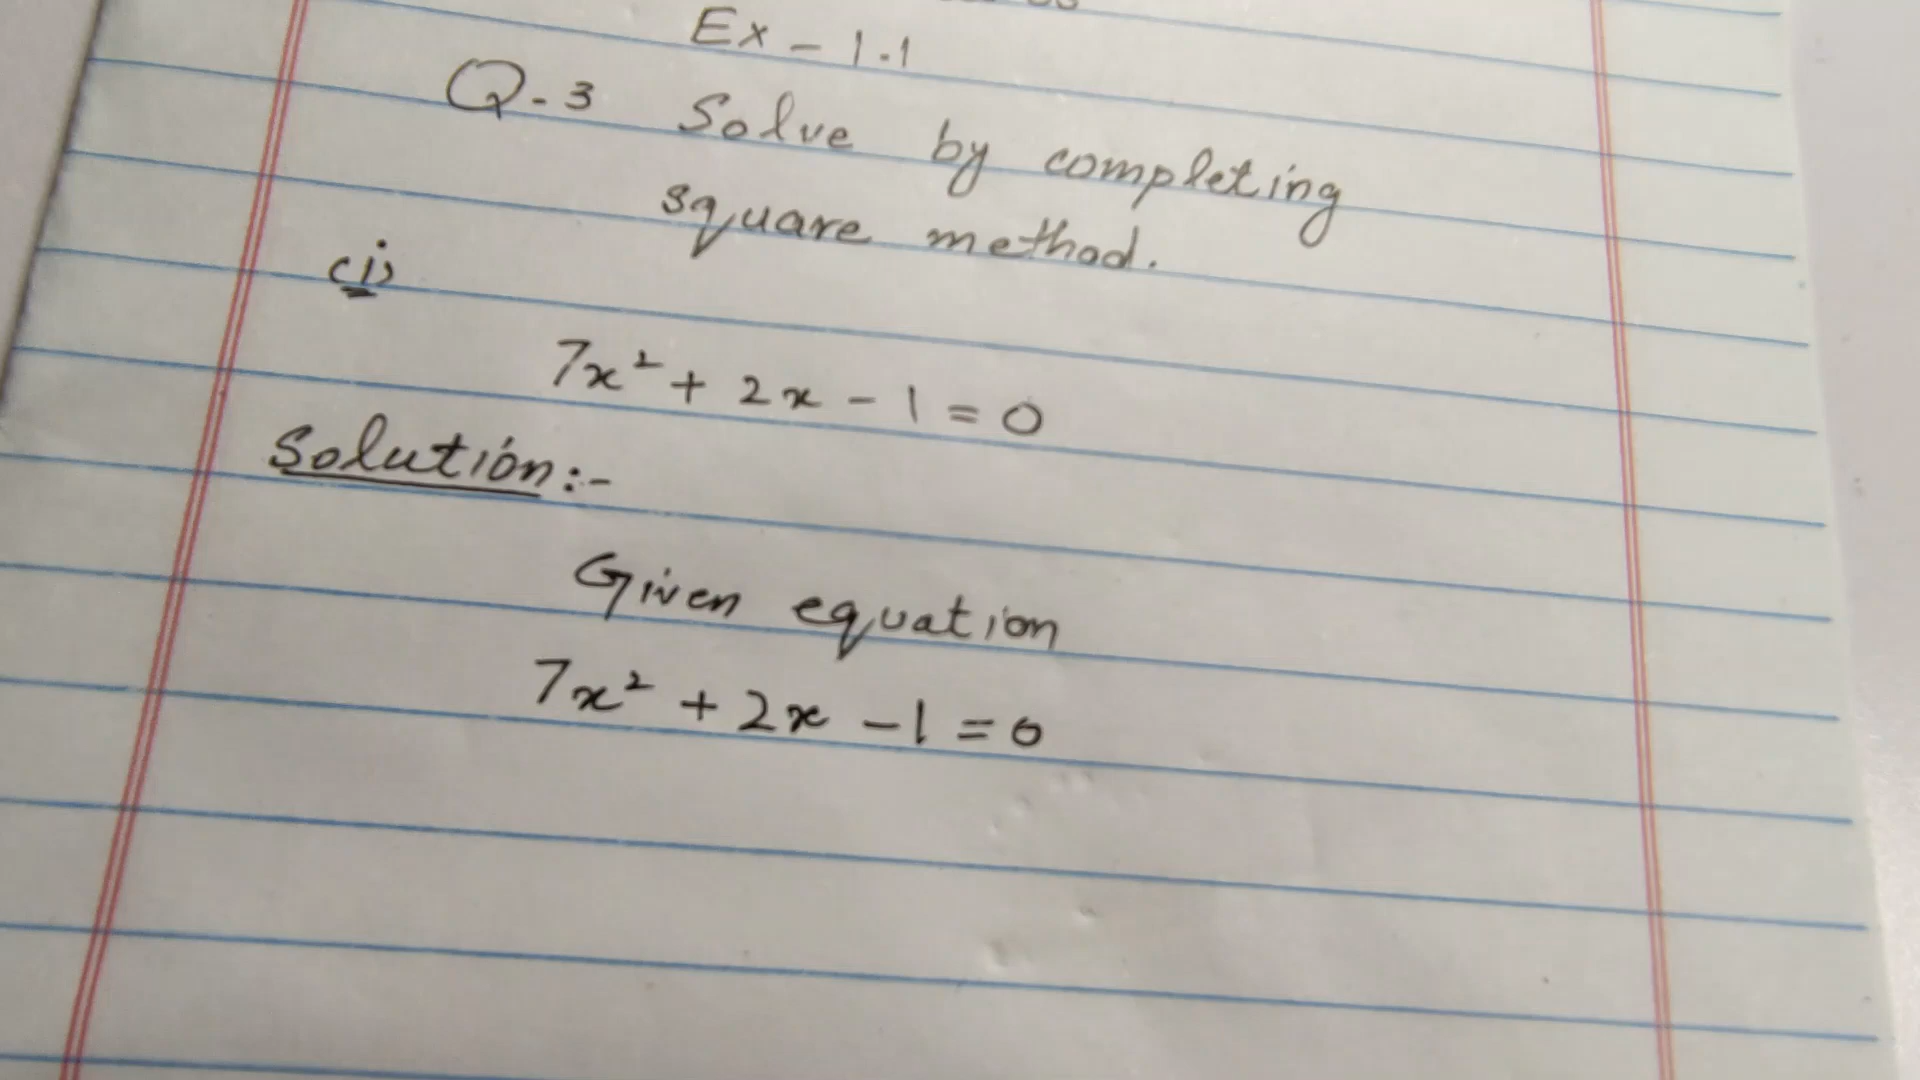 Ex - 1.1
Q.3 Solve by completing
square method.
(i)
7x² + 2x - 1 = 0
Solution:-
Given equation
7x² + 2x - 1 = 0